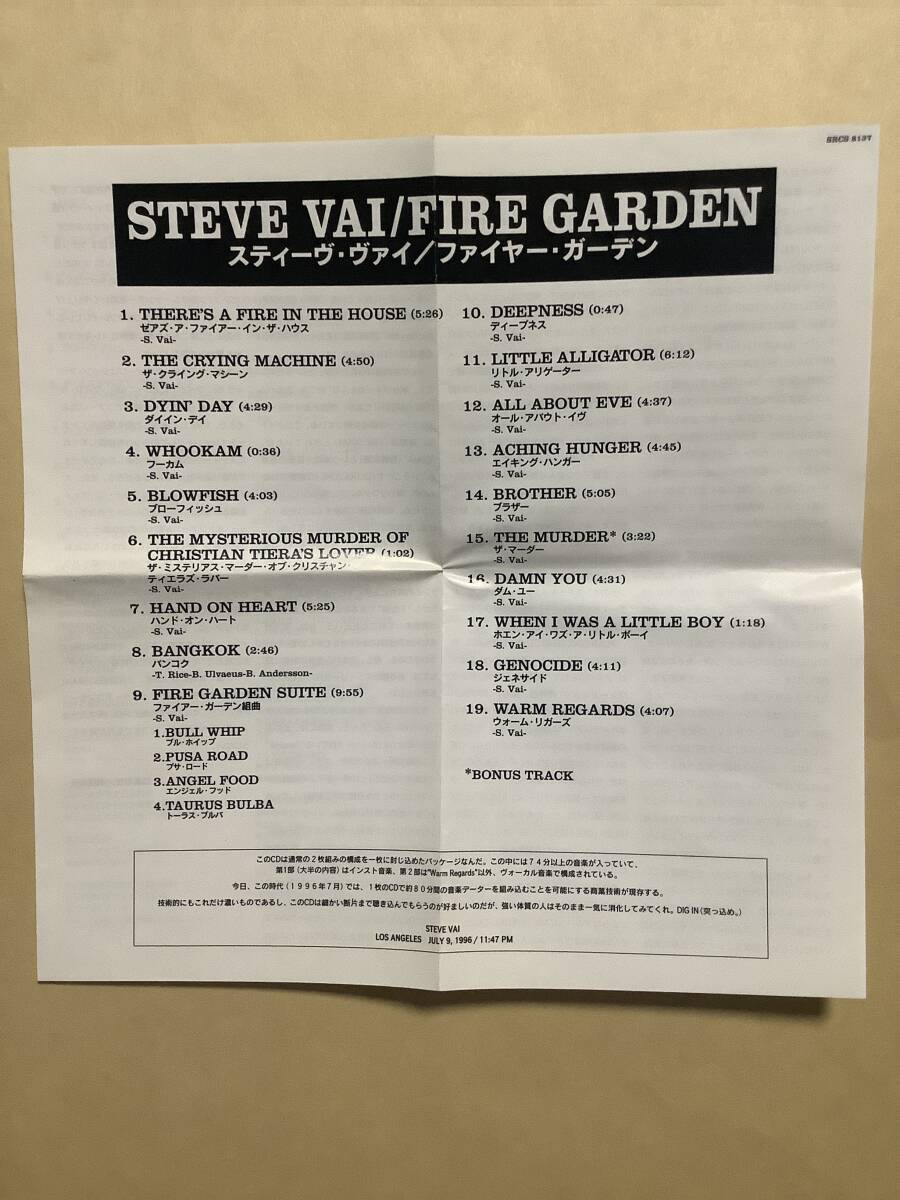 SRCS 8137
STEVE VAI/FIRE GARDEN
スティーヴ・ヴァイ／ファイヤー・ガーデン
1. THERE'S A FIRE IN THE HOUSE (5:26)
ゼアズ・ア・ファイアー・イン・ザ・ハウス
-S. Vai-
2. THE CRYING MACHINE (4:50)
ザ・クライング・マシーン
-S. Vai-
3. DYIN' DAY (4:29)
ダイイン・デイ
-S. Vai-
4. WHOOKAM (0:36)
フーカム
-S. Vai-
5. BLOWFISH (4:03)
ブローフィッシュ
-S. Vai-
6. THE MYSTERIOUS MURDER OF
CHRISTIAN TIERA'S LOVER (1:02)
ザ・ミステリアス・マーダー・オブ・クリスチャン・
ティエラズ・ラバー
-S. Vai-
7. HAND ON HEART (5:25)
ハンド・オン・ハート
-S. Vai-
8. BANGKOK (2:46)
バンコク
-T. Rice-B. Ulvaeus-B. Andersson-
9. FIRE GARDEN SUITE (9:55)
ファイアー・ガーデン組曲
-S. Vai-
1.BULL WHIP
ブル・ホイップ
2.PUSA ROAD
プサ・ロード
3.ANGEL FOOD
エンジェル・フッド
4.TAURUS BULBA
トーラス・ブルバ
10. DEEPNESS (0:47)
ディープネス
-S. Vai-
11. LITTLE ALLIGATOR (6:12)
リトル・アリゲーター
-S. Vai-
12. ALL ABOUT EVE (4:37)
オール・アバウト・イヴ
-S. Vai-
13. ACHING HUNGER (4:45)
エイキング・ハンガー
-S. Vai-
14. BROTHER (5:05)
ブラザー
-S. Vai-
15. THE MURDER* (3:22)
ザ・マーダー
-S. Vai-
16. DAMN YOU (4:31)
ダム・ユー
-S. Vai-
17. WHEN I WAS A LITTLE BOY (1:18)
ホエン・アイ・ワズ・ア・リトル・ボーイ
-S. Vai-
18. GENOCIDE (4:11)
ジェネサイド
-S. Vai-
19. WARM REGARDS (4:07)
ウォーム・リガーズ
-S. Vai-
*BONUS TRACK
このCDは通常の２枚組みの構成を一枚に封じ込めたパッケージなんだ。この中には７４分以上の音楽が入っていて、
第１部（大半の内容）はインスト音楽、第２部は"Warm Regards"以外、ヴォーカル音楽で構成されている。
今日、この時代（１９９６年７月）では、１枚のCDで約８０分間の音楽データーを組み込むことを可能にする商業技術が現存する。
技術的にもこれだけ濃いものであるし、このCDは細かい断片まで聴き込んでもらうのが好ましいのだが、強い体質の人はそのまま一気に消化してみてくれ。DIG IN（突っ込め。）
STEVE VAI
LOS ANGELES JULY 9, 1996 / 11:47 PM